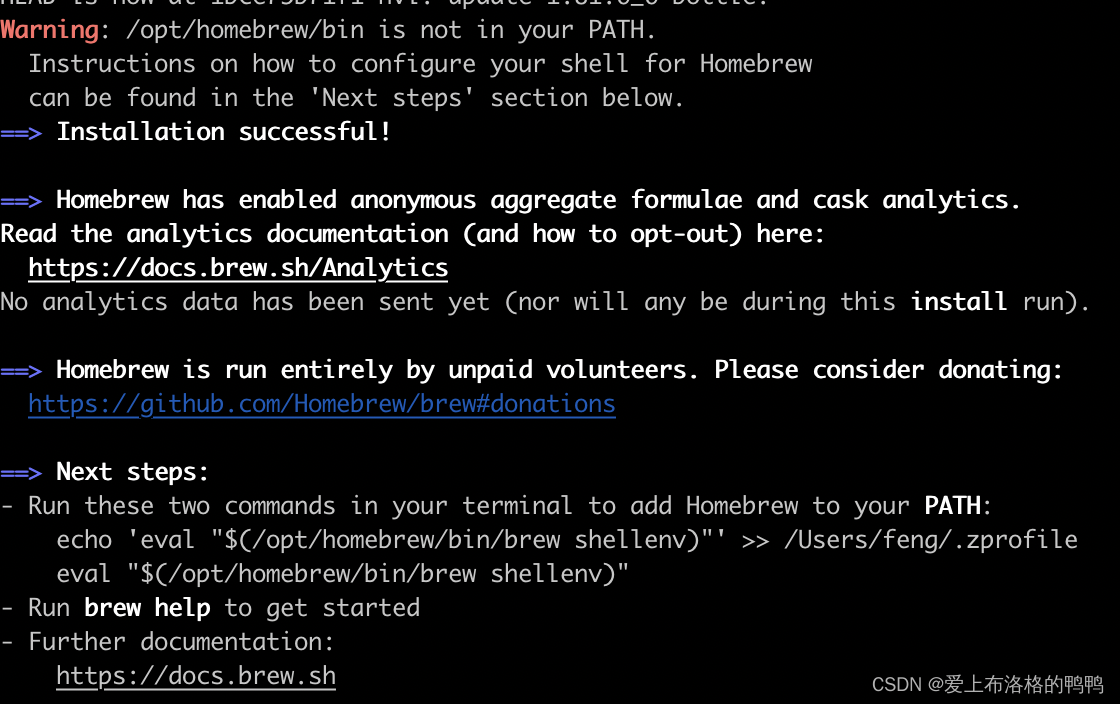 Warning: /opt/homebrew/bin is not in your PATH.
Instructions on how to configure your shell for Homebrew
can be found in the 'Next steps' section below.
==> Installation successful!
==> Homebrew has enabled anonymous aggregate formulae and cask analytics.
Read the analytics documentation (and how to opt-out) here:
https://docs.brew.sh/Analytics
No analytics data has been sent yet (nor will any be during this install run).
==> Homebrew is run entirely by unpaid volunteers. Please consider donating:
https://github.com/Homebrew/brew#donations
==> Next steps:
- Run these two commands in your terminal to add Homebrew to your PATH:
echo 'eval "$(/opt/homebrew/bin/brew shellenv)"' >> /Users/feng/.zprofile
eval "$(/opt/homebrew/bin/brew shellenv)"
- Run brew help to get started
- Further documentation:
https://docs.brew.sh
CSDN @爱上布洛格的鸭鸭